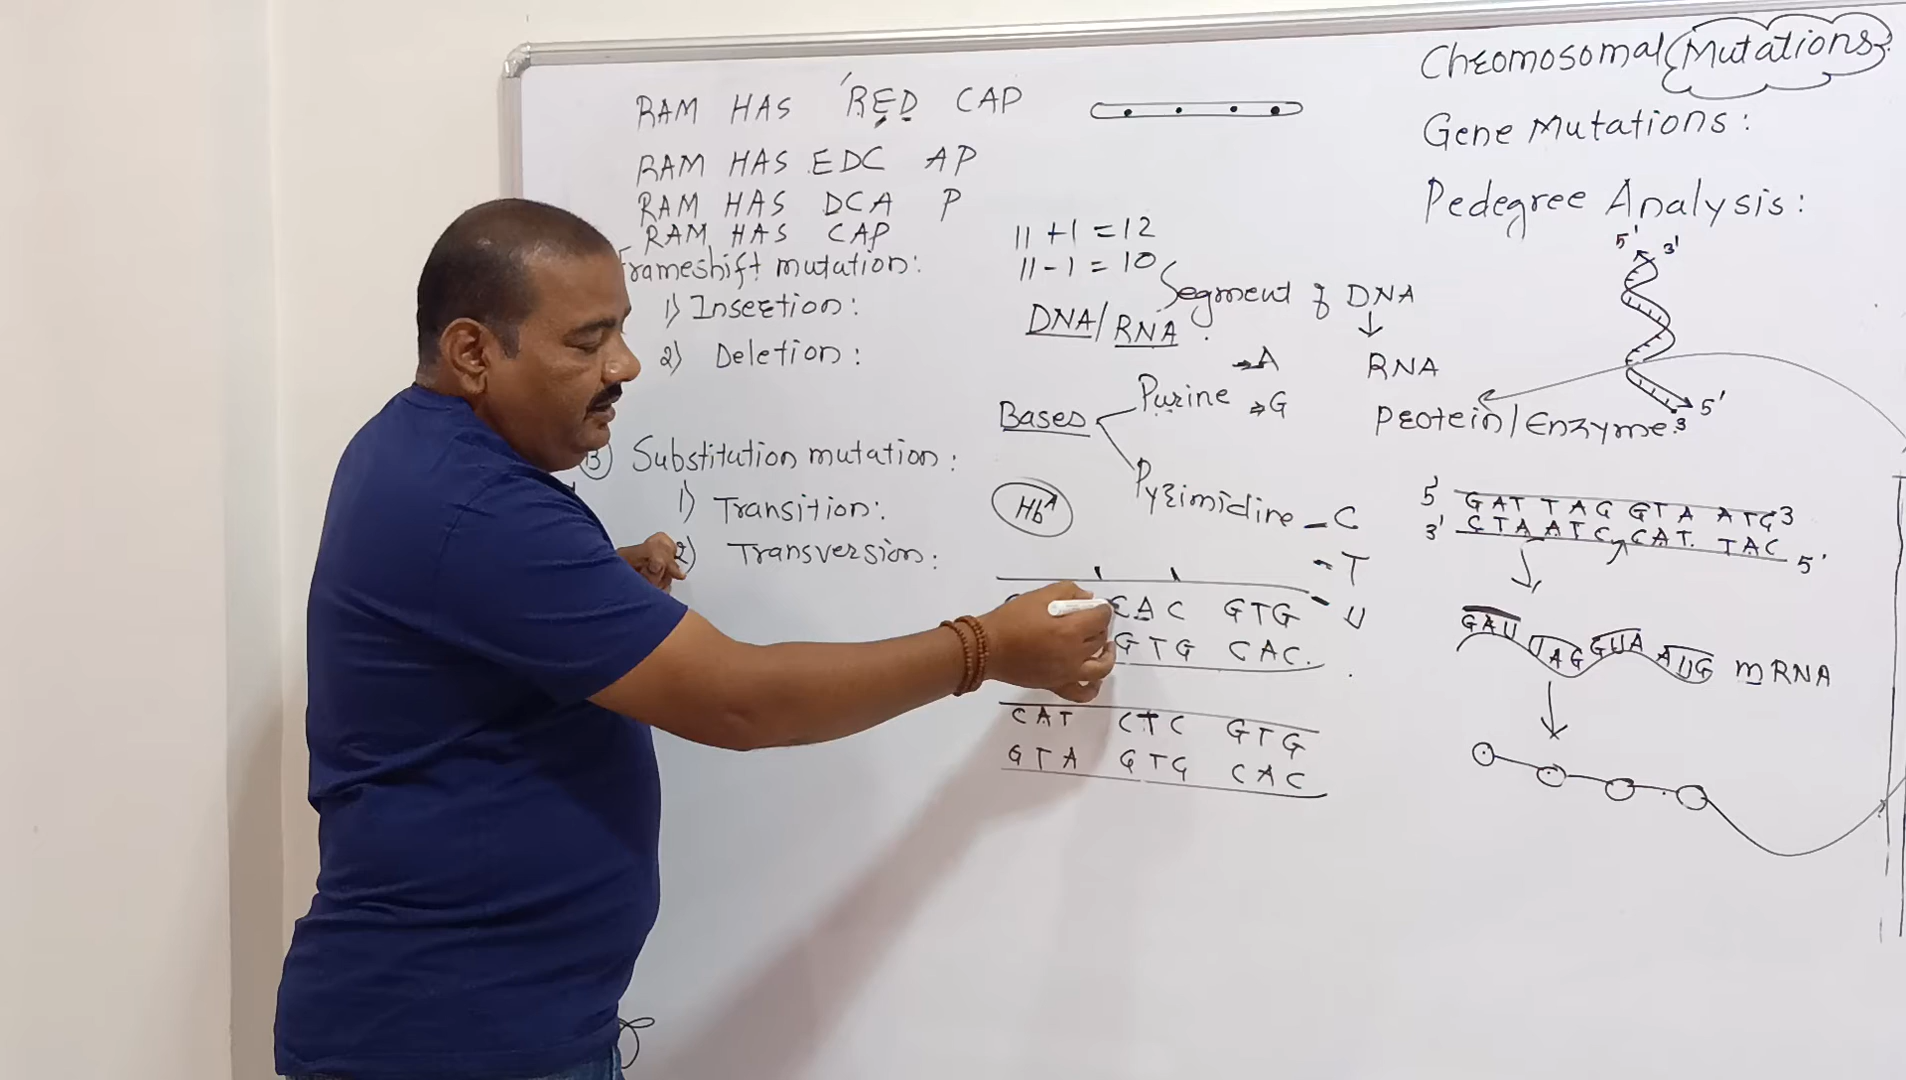 RAM HAS RED CAP
RAM HAS EDC AP
RAM HAS DCA P
RAM HAS CAP
Frameshift mutation:
1) Insertion:
2) Deletion:
3 Substitution mutation:
1) Transition:
2) Transversion:
11 +1 = 12
11 - 1 = 10
DNA/RNA
Segment of DNA
RNA
Protein/Enzyme
Bases
Purine
A
G
Pyrimidine
C
T
U
HbA
CAC GTG
GTG CAC.
CAT CTC GTG
GTA GTG CAC
Chromosomal Mutations
Gene Mutations:
Pedegree Analysis:
5' 3'
5'
3
5' GAT TAG GTA ATG 3
3' CTA ATC CAT TAC 5'
GAU UAG GUA AUG mRNA